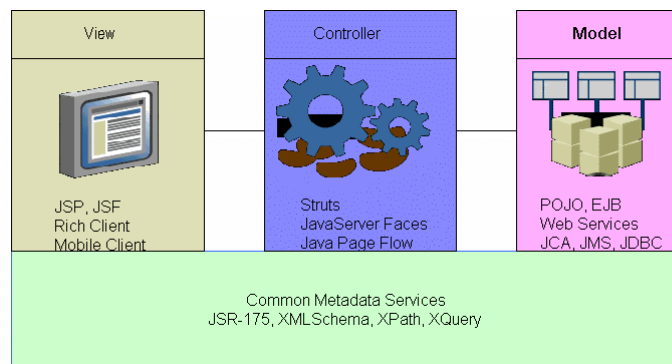 View
JSP, JSF
Rich Client
Mobile Client
Controller
Struts
JavaServer Faces
Java Page Flow
Model
POJO, EJB
Web Services
JCA, JMS, JDBC
Common Metadata Services
JSR-175, XMLSchema, XPath, XQuery